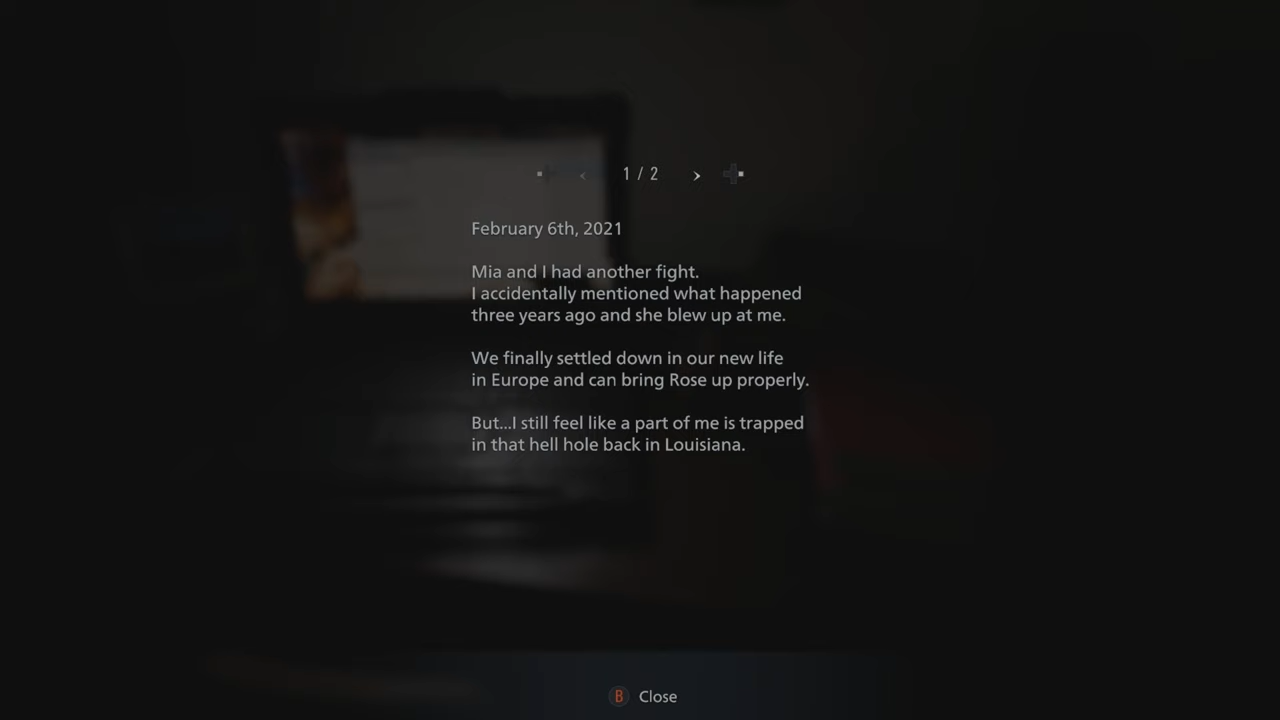 1 / 2
February 6th, 2021
Mia and I had another fight.
I accidentally mentioned what happened
three years ago and she blew up at me.
We finally settled down in our new life
in Europe and can bring Rose up properly.
But...I still feel like a part of me is trapped
in that hell hole back in Louisiana.
B Close